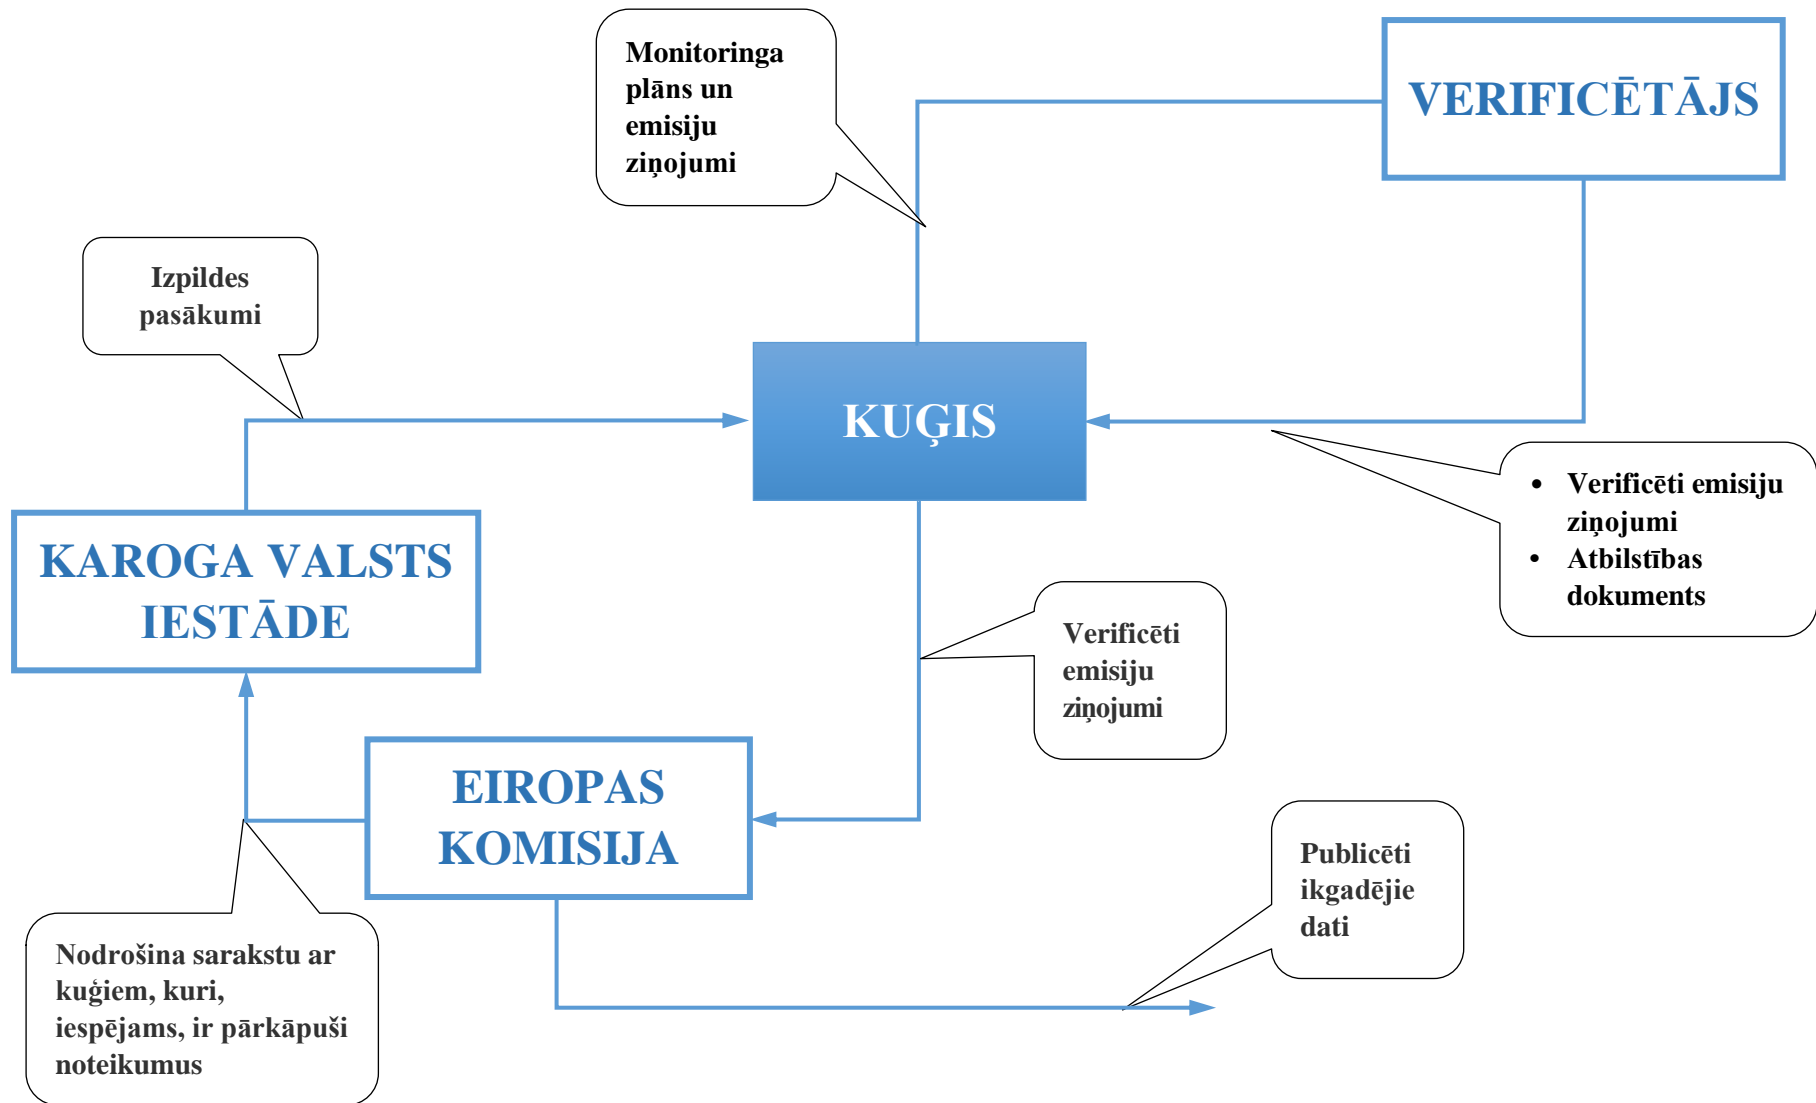 Monitoringa
plāns un
emisiju
ziņojumi
VERIFICĒTĀJS
Izpildes
pasākumi
KUĢIS
• Verificēti emisiju
ziņojumi
• Atbilstības
dokuments
KAROGA VALSTS
IESTĀDE
Verificēti
emisiju
ziņojumi
EIROPAS
KOMISIJA
Publicēti
ikgadējie
dati
Nodrošina sarakstu ar
kuģiem, kuri,
iespējams, ir pārkāpuši
noteikumus